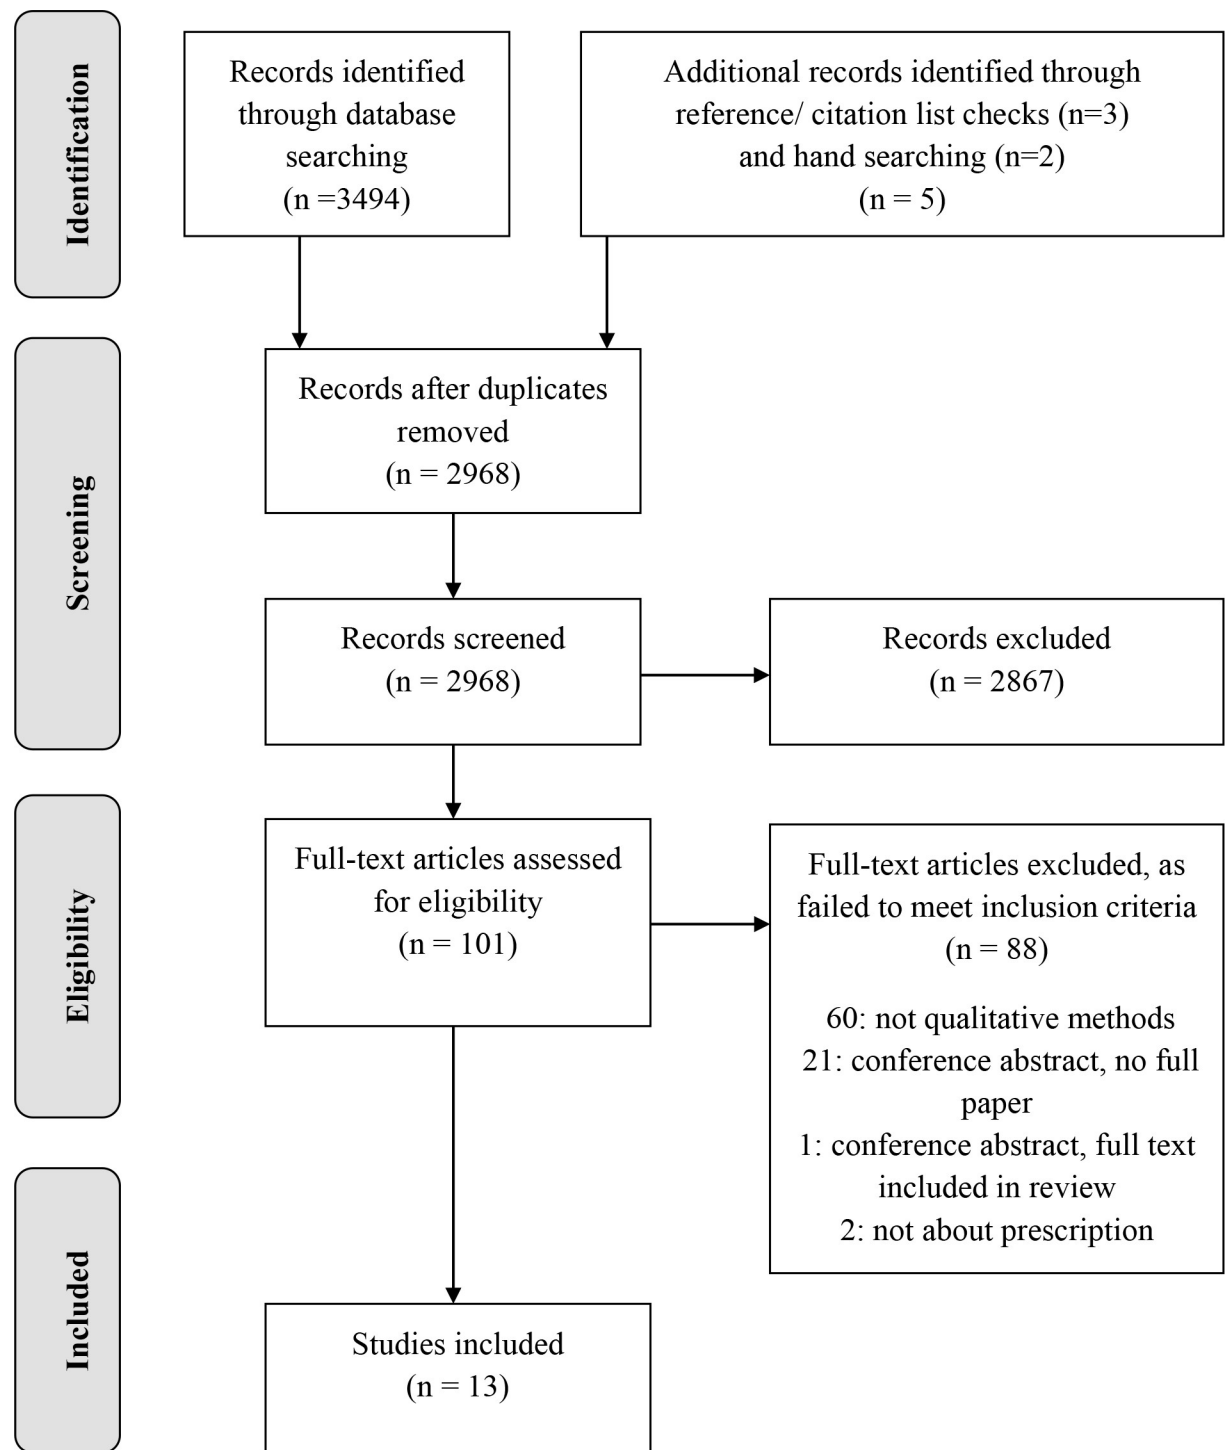 Identification
Records identified
through database
searching
(n =3494)
Additional records identified through
reference/ citation list checks (n=3)
and hand searching (n=2)
(n = 5)
Screening
Records after duplicates
removed
(n = 2968)
Records screened
(n = 2968)
Records excluded
(n = 2867)
Eligibility
Full-text articles assessed
for eligibility
(n = 101)
Full-text articles excluded, as
failed to meet inclusion criteria
(n = 88)
60: not qualitative methods
21: conference abstract, no full
paper
1: conference abstract, full text
included in review
2: not about prescription
Included
Studies included
(n = 13)